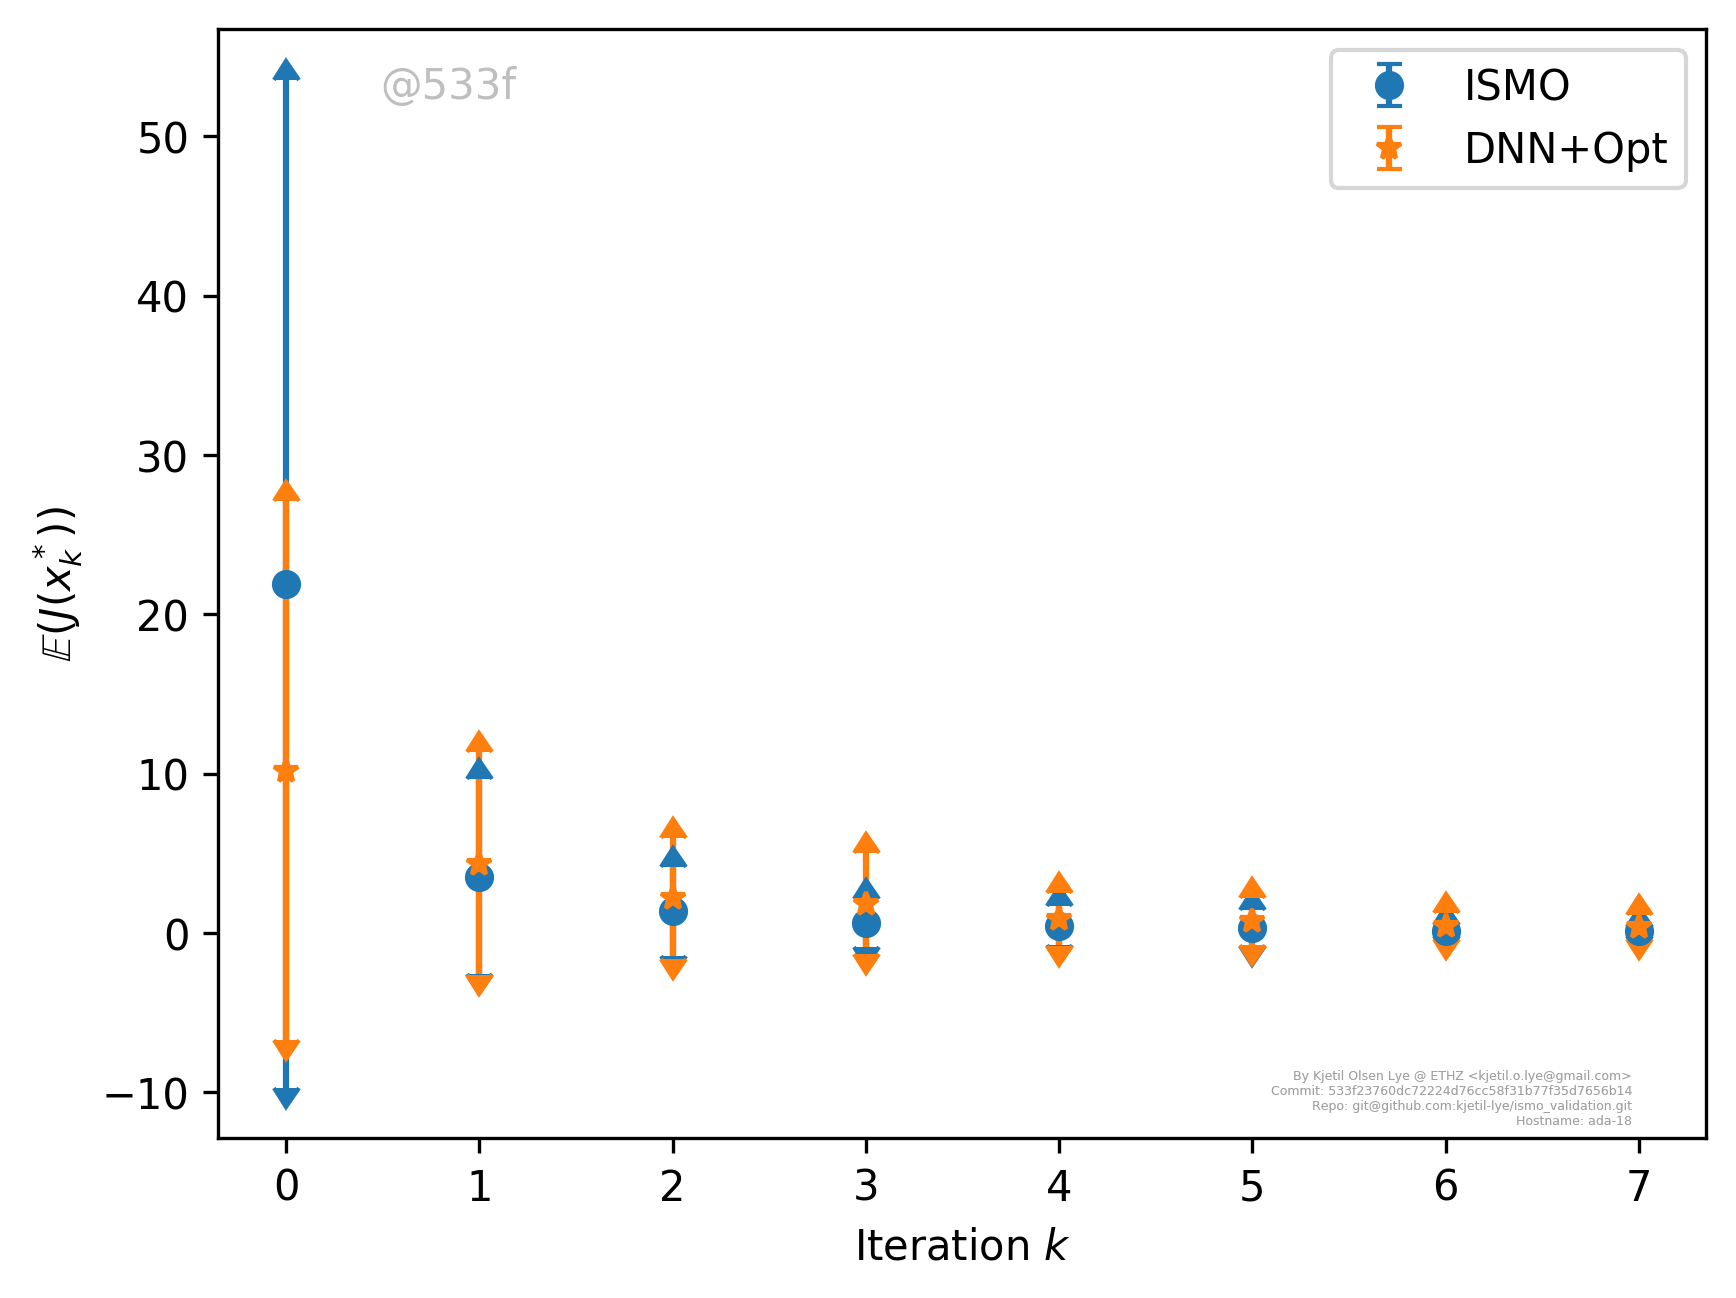 @533f
ISMO
DNN+Opt
50
40
30
20
10
0
−10
𝔼(J(x*k))
0 1 2 3 4 5 6 7
Iteration k
By Kjetil Olsen Lye @ ETHZ <kjetil.o.lye@gmail.com>
Commit: 533f23760dc72224d76cc58f31b77f35d7656b14
Repo: git@github.com:kjetil-lye/ismo_validation.git
Hostname: ada-18